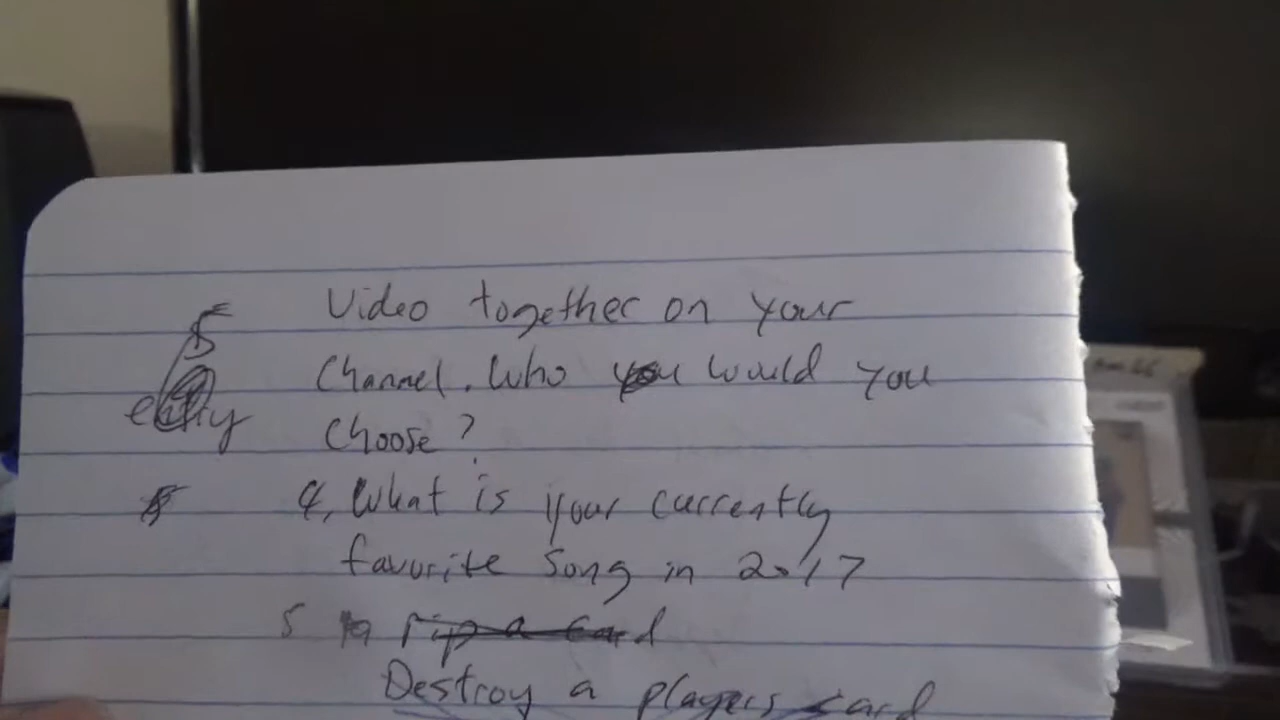 Video together on your
Channel. Who would you
Choose?
4. What is your currently
favorite song in 2017
5 rip a card
Destroy a players card